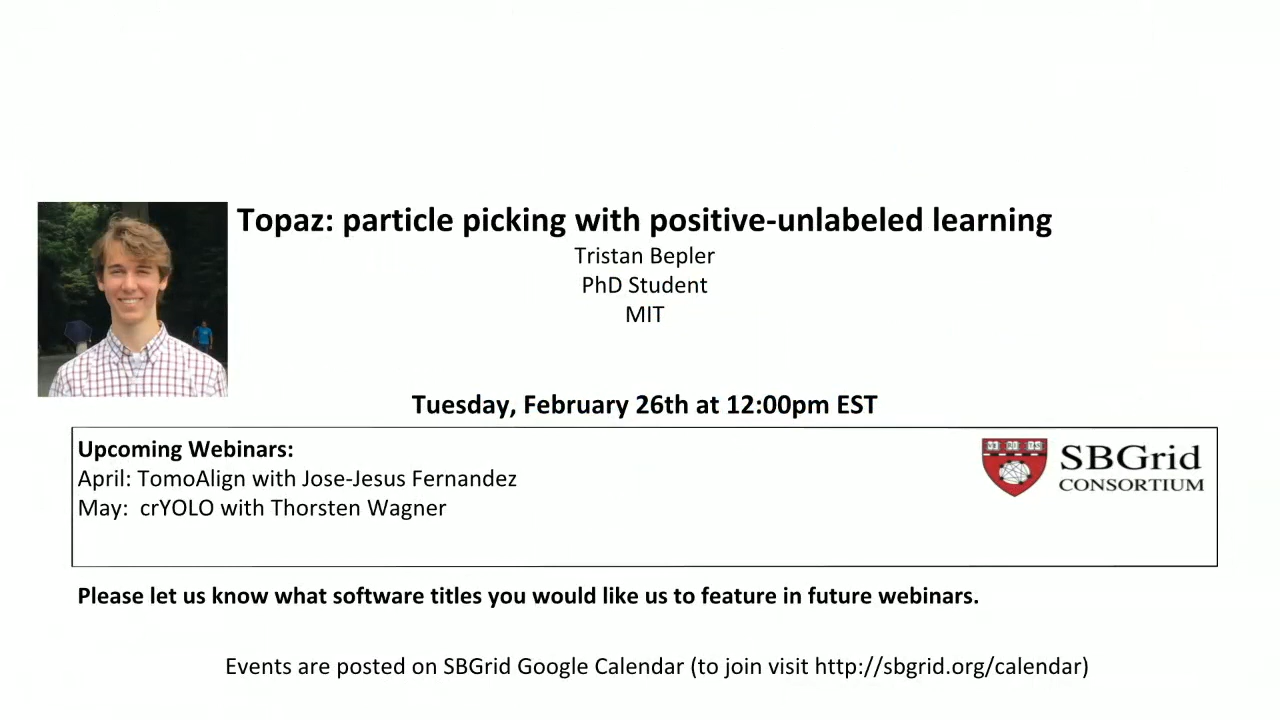 Topaz: particle picking with positive-unlabeled learning
Tristan Bepler
PhD Student
MIT
Tuesday, February 26th at 12:00pm EST
Upcoming Webinars:
April: TomoAlign with Jose-Jesus Fernandez
May:  crYOLO with Thorsten Wagner
SBGrid
CONSORTIUM
Please let us know what software titles you would like us to feature in future webinars.
Events are posted on SBGrid Google Calendar (to join visit http://sbgrid.org/calendar)